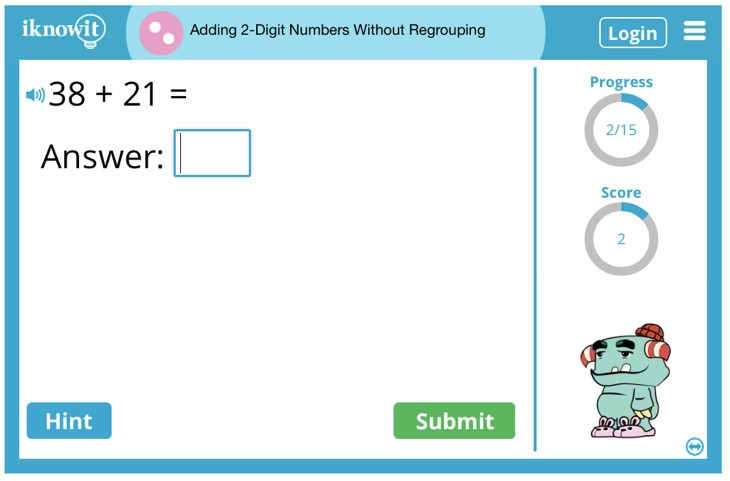 iknowit
Adding 2-Digit Numbers Without Regrouping
Login
38 + 21 =
Answer:
Progress
2/15
Score
2
Hint
Submit